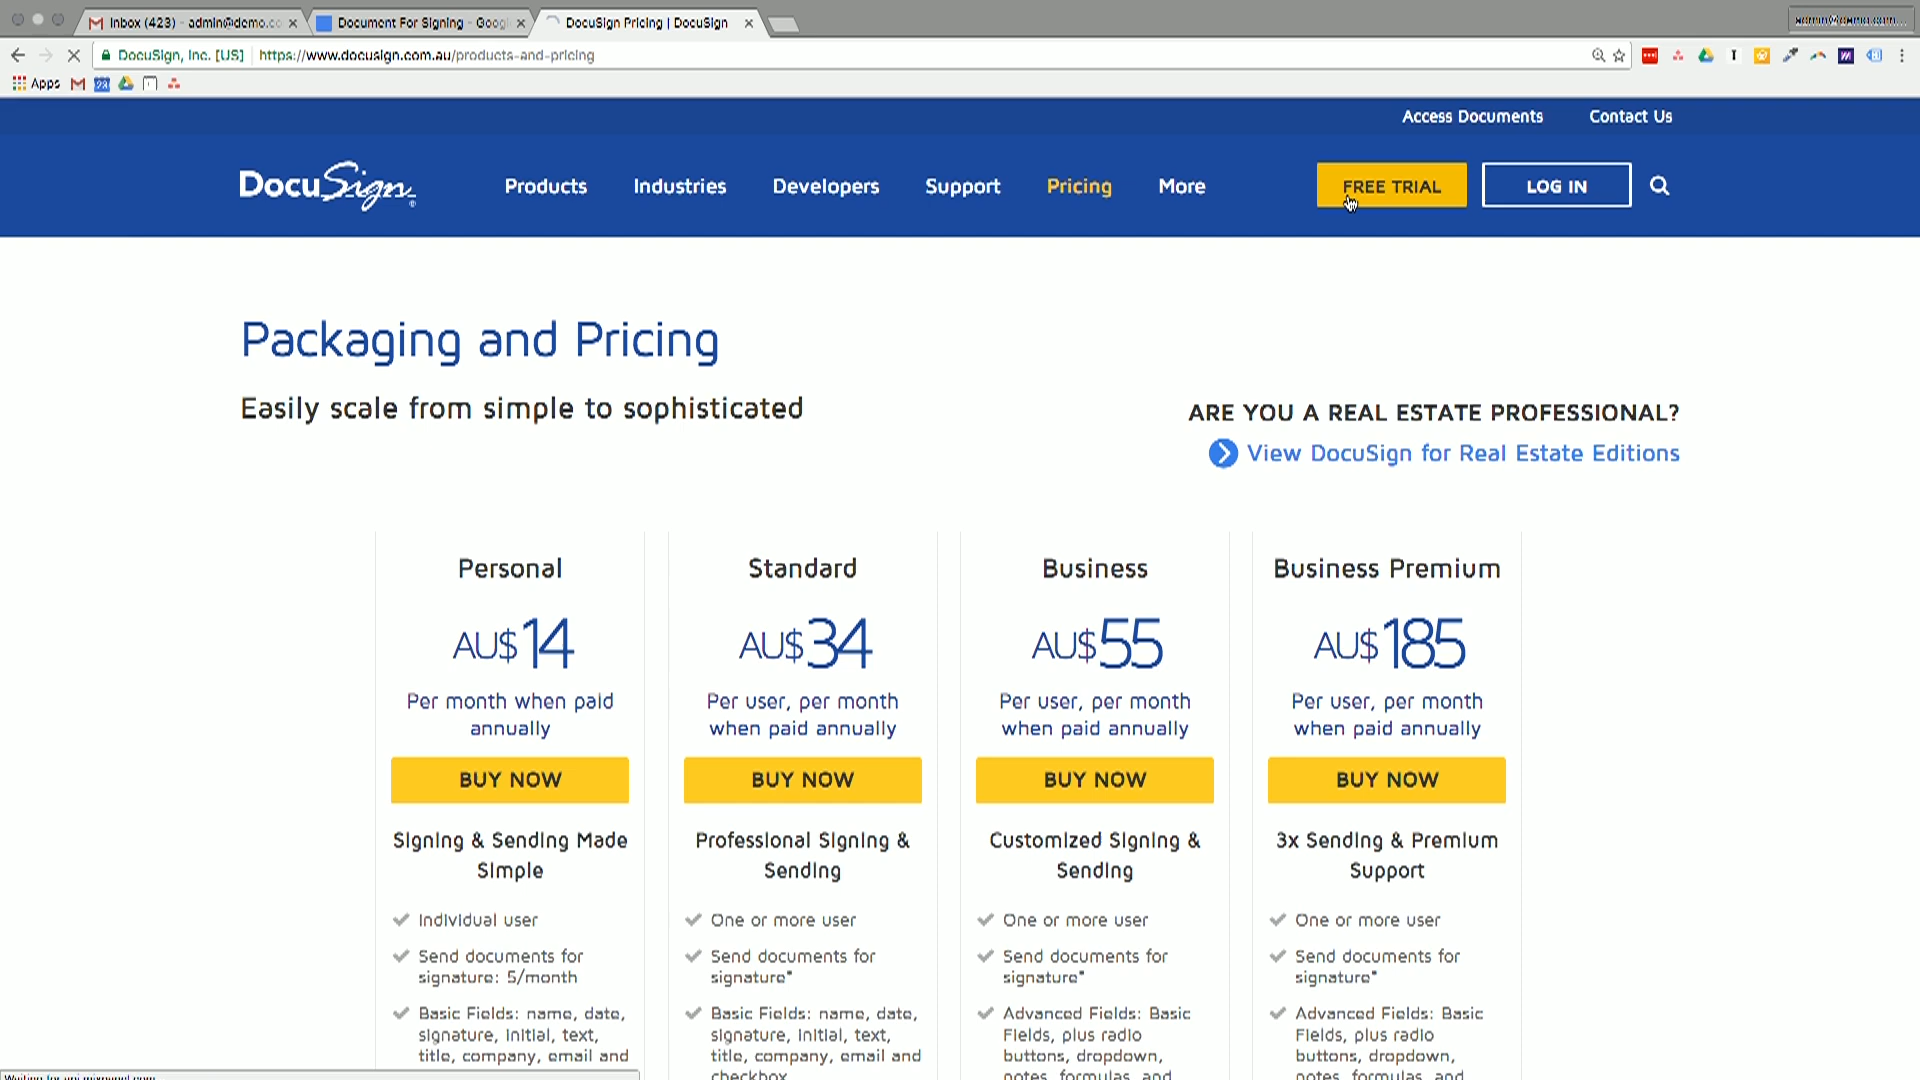 Inbox (423) - admin@demo.co
Document For Signing - Googl
DocuSign Pricing | DocuSign
DocuSign, Inc. [US]
https://www.docusign.com.au/products-and-pricing
Apps
Access Documents
Contact Us
DocuSign
Products
Industries
Developers
Support
Pricing
More
FREE TRIAL
LOG IN
Packaging and Pricing
Easily scale from simple to sophisticated
ARE YOU A REAL ESTATE PROFESSIONAL?
View DocuSign for Real Estate Editions
Personal
AU$14
Per month when paid
annually
BUY NOW
Signing & Sending Made
Simple
Individual user
Send documents for
signature: 5/month
Basic Fields: name, date,
signature, initial, text,
title, company, email and
Standard
AU$34
Per user, per month
when paid annually
BUY NOW
Professional Signing &
Sending
One or more user
Send documents for
signature*
Basic Fields: name, date,
signature, initial, text,
title, company, email and
checkbox
Business
AU$55
Per user, per month
when paid annually
BUY NOW
Customized Signing &
Sending
One or more user
Send documents for
signature*
Advanced Fields: Basic
Fields, plus radio
buttons, dropdown,
notes, formulas, and
Business Premium
AU$185
Per user, per month
when paid annually
BUY NOW
3x Sending & Premium
Support
One or more user
Send documents for
signature*
Advanced Fields: Basic
Fields, plus radio
buttons, dropdown,
notes, formulas, and